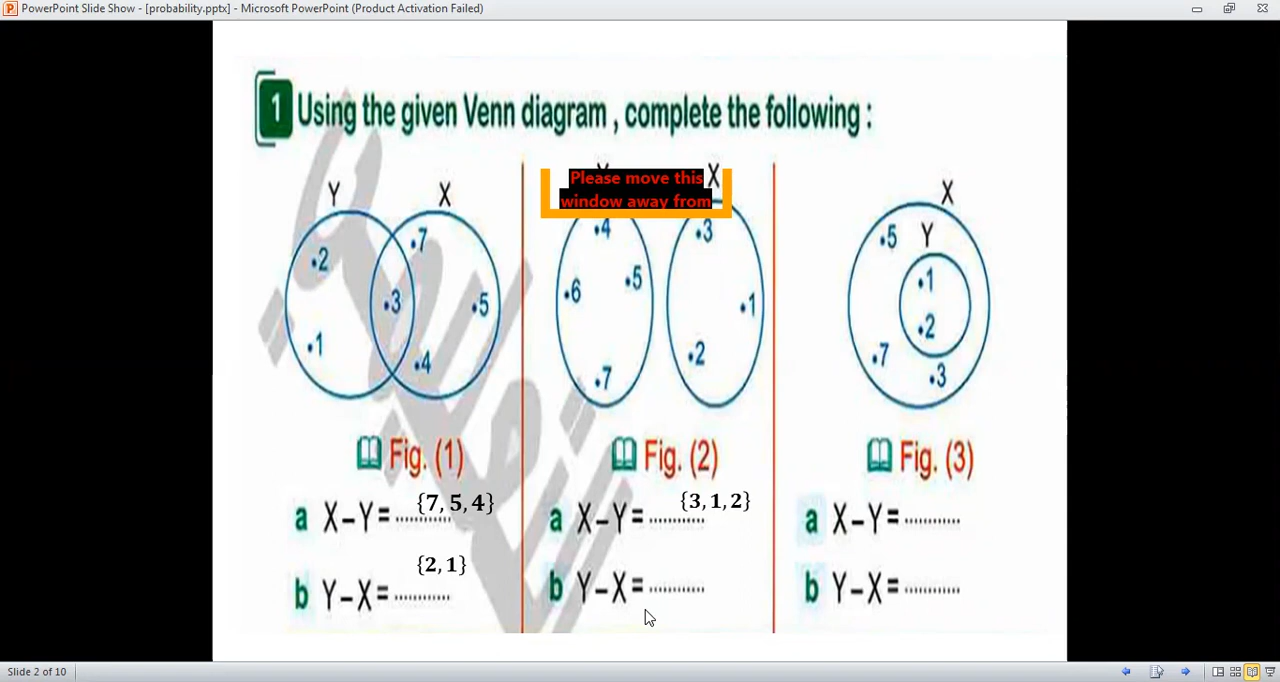 PowerPoint Slide Show - [probability.pptx] - Microsoft PowerPoint (Product Activation Failed)
1 Using the given Venn diagram , complete the following :
Please move this
window away from
Y X
X
X
Y
•2 •1 •3 •7 •5 •4
•4 •6 •5 •7
•3 •1 •2
•5 •1 •2 •7 •3
Fig. (1)
a X–Y= ........... {7, 5, 4}
b Y–X= ........... {2, 1}
Fig. (2)
a X–Y= ........... {3, 1, 2}
b Y–X= ...........
Fig. (3)
a X–Y= ...........
b Y–X= ...........
Slide 2 of 10